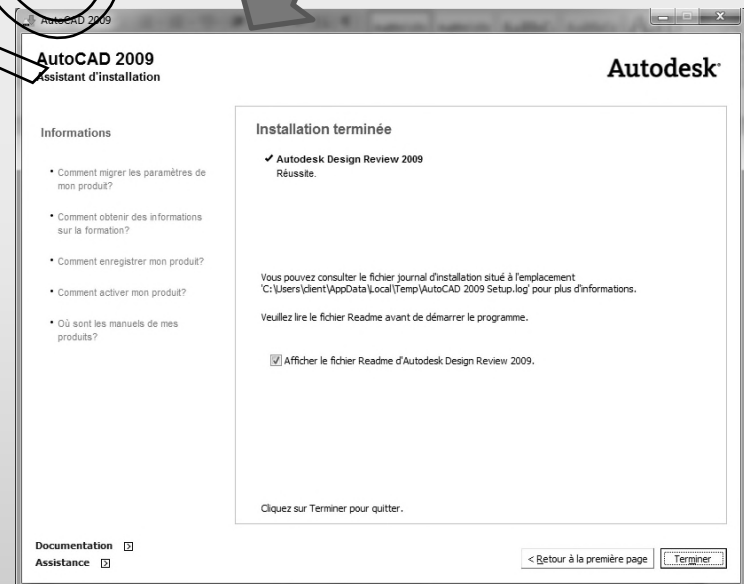 AutoCAD 2009
AutoCAD 2009
Assistant d'installation
Autodesk
Informations
• Comment migrer les paramètres de
mon produit?
• Comment obtenir des informations
sur la formation?
• Comment enregistrer mon produit?
• Comment activer mon produit?
• Où sont les manuels de mes
produits?
Installation terminée
✓ Autodesk Design Review 2009
Réussite.
Vous pouvez consulter le fichier journal d'installation situé à l'emplacement
'C:\Users\client\AppData\Local\Temp\AutoCAD 2009 Setup.log' pour plus d'informations.
Veuillez lire le fichier Readme avant de démarrer le programme.
Afficher le fichier Readme d'Autodesk Design Review 2009.
Cliquez sur Terminer pour quitter.
Documentation
Assistance
< Retour à la première page
Terminer